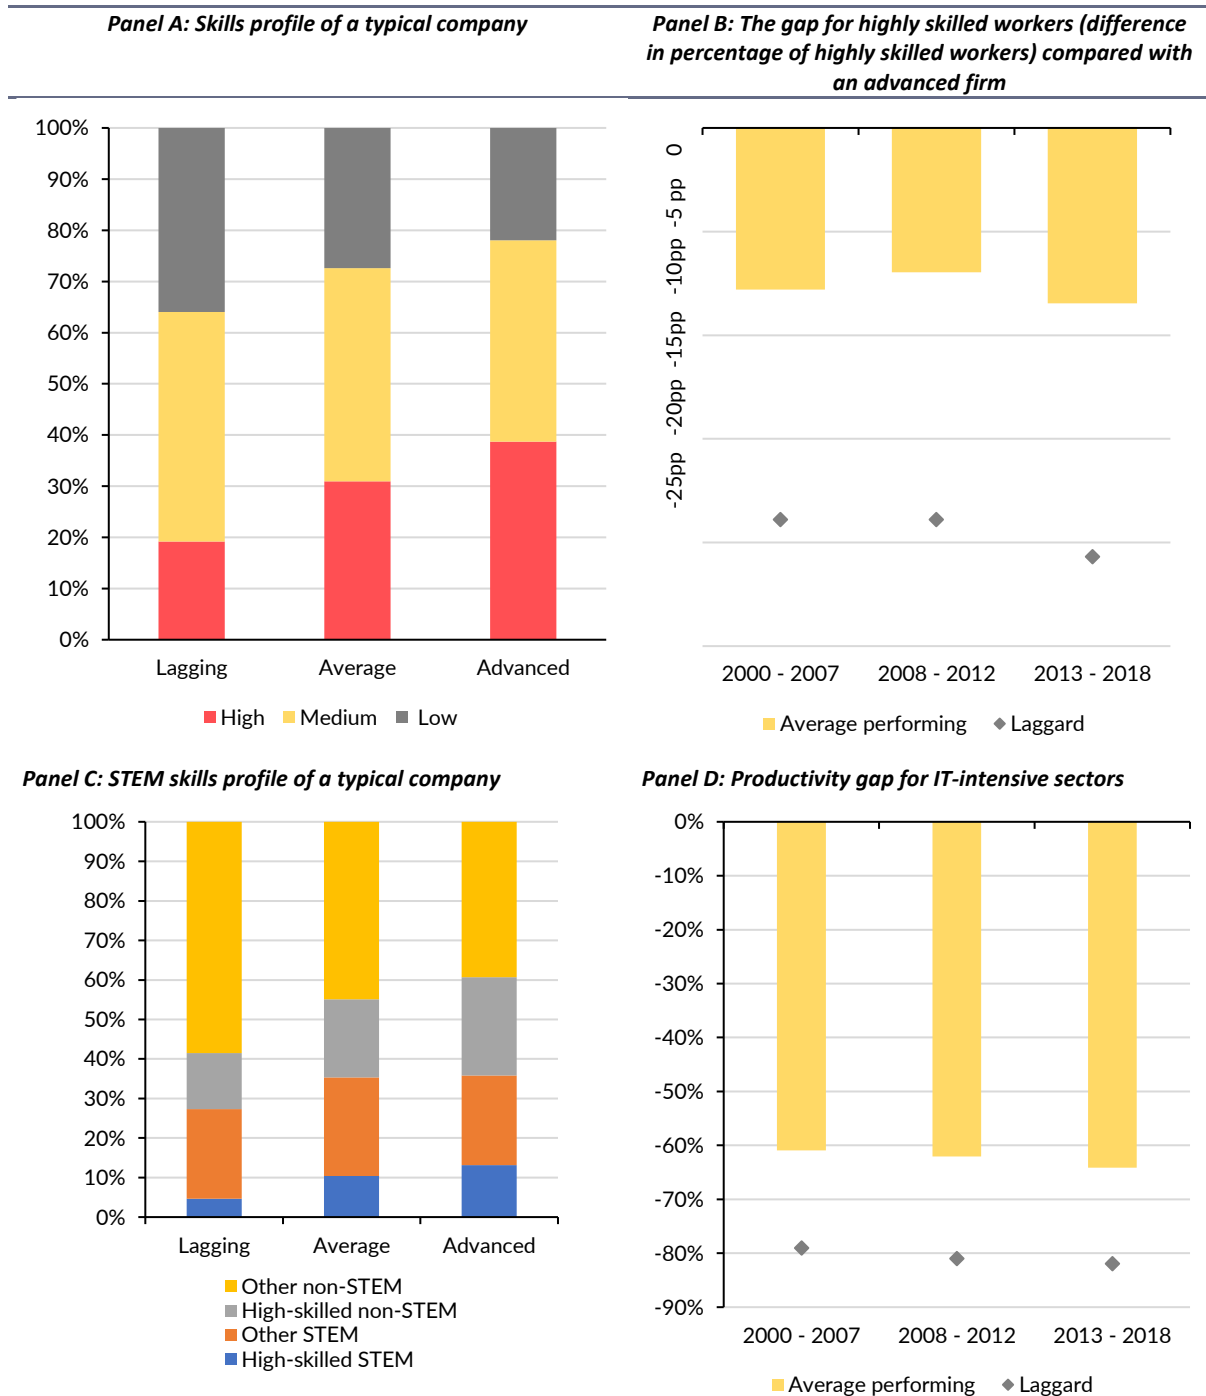 Panel A: Skills profile of a typical company
Panel B: The gap for highly skilled workers (difference
in percentage of highly skilled workers) compared with
an advanced firm
100%
90%
80%
70%
60%
50%
40%
30%
20%
10%
0%
Lagging
Average
Advanced
High
Medium
Low
0
-5 pp
-10pp
-15pp
-20pp
-25pp
2000 - 2007
2008 - 2012
2013 - 2018
Average performing
Laggard
Panel C: STEM skills profile of a typical company
Panel D: Productivity gap for IT-intensive sectors
100%
90%
80%
70%
60%
50%
40%
30%
20%
10%
0%
Lagging
Average
Advanced
Other non-STEM
High-skilled non-STEM
Other STEM
High-skilled STEM
0%
-10%
-20%
-30%
-40%
-50%
-60%
-70%
-80%
-90%
2000 - 2007
2008 - 2012
2013 - 2018
Average performing
Laggard